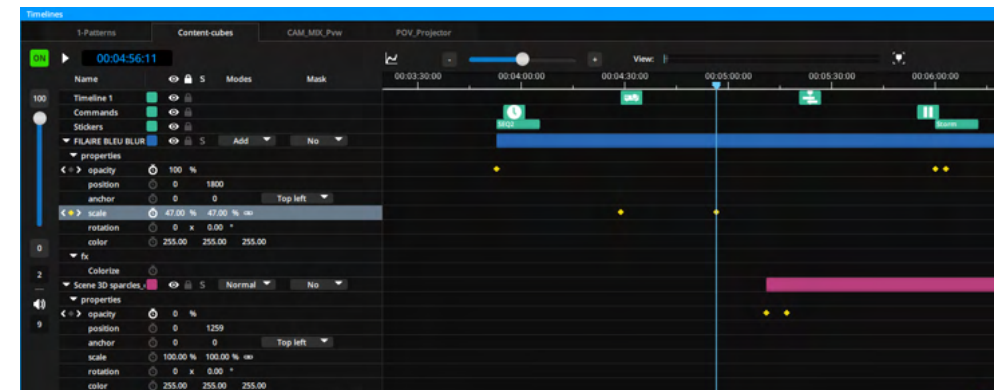 Timelines
1-Patterns Content-cubes CAM_MIX_Pvw POV_Projector
ON 00:04:56:11 - + View:
Name S Modes Mask 00:03:30:00 00:04:00:00 00:04:30:00 00:05:00:00 00:05:30:00 00:06:00:00
100 Timeline 1
Commands
Stickers SEQ2 Sturm
FILAIRE BLEU BLUR S Add No
properties
opacity 100 %
position 0 1800
anchor 0 0 Top left
scale 47.00 % 47.00 %
rotation 0 x 0.00 °
color 255.00 255.00 255.00
0 fx
2 Colorize
Scene 3D sparcles_ S Normal No
properties
opacity 0 %
9 position 0 1259
anchor 0 0 Top left
scale 100.00 % 100.00 %
rotation 0 x 0.00 °
color 255.00 255.00 255.00